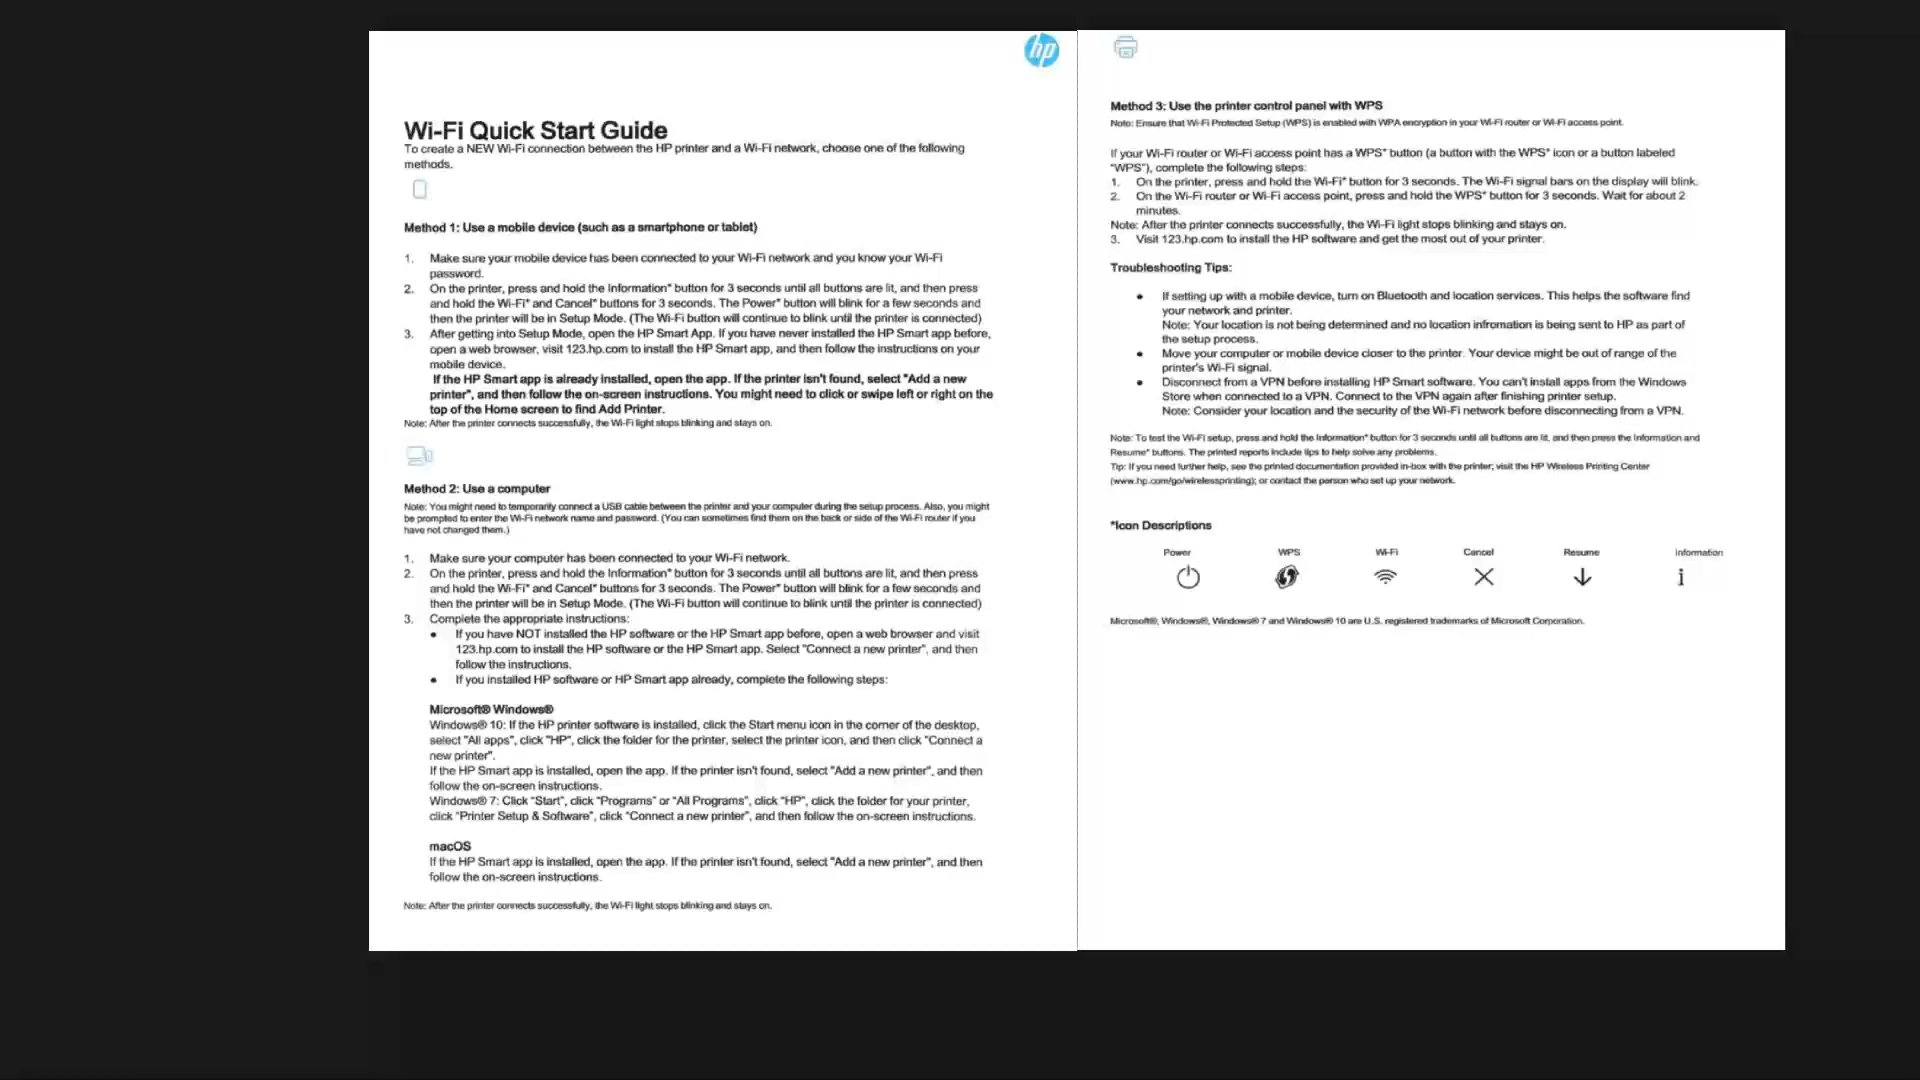 hp
Wi-Fi Quick Start Guide
To create a NEW Wi-Fi connection between the HP printer and a Wi-Fi network, choose one of the following
methods.
Method 1: Use a mobile device (such as a smartphone or tablet)
1. Make sure your mobile device has been connected to your Wi-Fi network and you know your Wi-Fi
password.
2. On the printer, press and hold the Information* button for 3 seconds until all buttons are lit, and then press
and hold the Wi-Fi* and Cancel* buttons for 3 seconds. The Power* button will blink for a few seconds and
then the printer will be in Setup Mode. (The Wi-Fi button will continue to blink until the printer is connected)
3. After getting into Setup Mode, open the HP Smart App. If you have never installed the HP Smart app before,
open a web browser, visit 123.hp.com to install the HP Smart app, and then follow the instructions on your
mobile device.
If the HP Smart app is already installed, open the app. If the printer isn't found, select "Add a new
printer", and then follow the on-screen instructions. You might need to click or swipe left or right on the
top of the Home screen to find Add Printer.
Note: After the printer connects successfully, the Wi-Fi light stops blinking and stays on.
Method 2: Use a computer
Note: You might need to temporarily connect a USB cable between the printer and your computer during the setup process. Also, you might
be prompted to enter the Wi-Fi network name and password. (You can sometimes find them on the back or side of the Wi-Fi router if you
have not changed them.)
1. Make sure your computer has been connected to your Wi-Fi network.
2. On the printer, press and hold the Information* button for 3 seconds until all buttons are lit, and then press
and hold the Wi-Fi* and Cancel* buttons for 3 seconds. The Power* button will blink for a few seconds and
then the printer will be in Setup Mode. (The Wi-Fi button will continue to blink until the printer is connected)
3. Complete the appropriate instructions:
• If you have NOT installed the HP software or the HP Smart app before, open a web browser and visit
123.hp.com to install the HP software or the HP Smart app. Select "Connect a new printer", and then
follow the instructions.
• If you installed HP software or HP Smart app already, complete the following steps:
Microsoft® Windows®
Windows® 10: If the HP printer software is installed, click the Start menu icon in the corner of the desktop,
select "All apps", click "HP", click the folder for the printer, select the printer icon, and then click "Connect a
new printer".
If the HP Smart app is installed, open the app. If the printer isn't found, select "Add a new printer", and then
follow the on-screen instructions.
Windows® 7: Click "Start", click "Programs" or "All Programs", click "HP", click the folder for your printer,
click "Printer Setup & Software", click "Connect a new printer", and then follow the on-screen instructions.
macOS
If the HP Smart app is installed, open the app. If the printer isn't found, select "Add a new printer", and then
follow the on-screen instructions.
Note: After the printer connects successfully, the Wi-Fi light stops blinking and stays on.
Method 3: Use the printer control panel with WPS
Note: Ensure that Wi-Fi Protected Setup (WPS) is enabled with WPA encryption in your Wi-Fi router or Wi-Fi access point.
If your Wi-Fi router or Wi-Fi access point has a WPS* button (a button with the WPS* icon or a button labeled
"WPS"), complete the following steps:
1. On the printer, press and hold the Wi-Fi* button for 3 seconds. The Wi-Fi signal bars on the display will blink.
2. On the Wi-Fi router or Wi-Fi access point, press and hold the WPS* button for 3 seconds. Wait for about 2
minutes.
Note: After the printer connects successfully, the Wi-Fi light stops blinking and stays on.
3. Visit 123.hp.com to install the HP software and get the most out of your printer.
Troubleshooting Tips:
• If setting up with a mobile device, turn on Bluetooth and location services. This helps the software find
your network and printer.
Note: Your location is not being determined and no location infromation is being sent to HP as part of
the setup process.
• Move your computer or mobile device closer to the printer. Your device might be out of range of the
printer's Wi-Fi signal.
• Disconnect from a VPN before installing HP Smart software. You can't install apps from the Windows
Store when connected to a VPN. Connect to the VPN again after finishing printer setup.
Note: Consider your location and the security of the Wi-Fi network before disconnecting from a VPN.
Note: To test the Wi-Fi setup, press and hold the Information* button for 3 seconds until all buttons are lit, and then press the Information and
Resume* buttons. The printed reports include tips to help solve any problems.
Tip: If you need further help, see the printed documentation provided in-box with the printer; visit the HP Wireless Printing Center
(www.hp.com/go/wirelessprinting); or contact the person who set up your network.
*Icon Descriptions
Power WPS Wi-Fi Cancel Resume Information
Microsoft®, Windows®, Windows® 7 and Windows® 10 are U.S. registered trademarks of Microsoft Corporation.